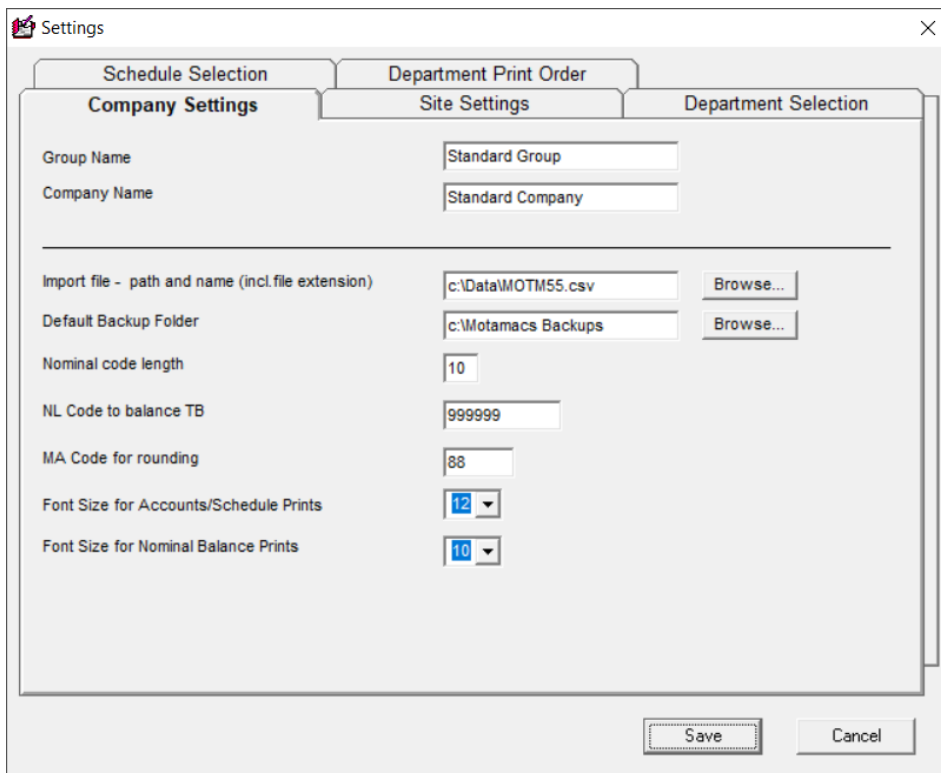 Settings
Schedule Selection Department Print Order
Company Settings Site Settings Department Selection
Group Name Standard Group
Company Name Standard Company
Import file - path and name (incl.file extension) c:\Data\MOTM55.csv Browse...
Default Backup Folder c:\Motamacs Backups Browse...
Nominal code length 10
NL Code to balance TB 999999
MA Code for rounding 88
Font Size for Accounts/Schedule Prints 12
Font Size for Nominal Balance Prints 10
Save Cancel